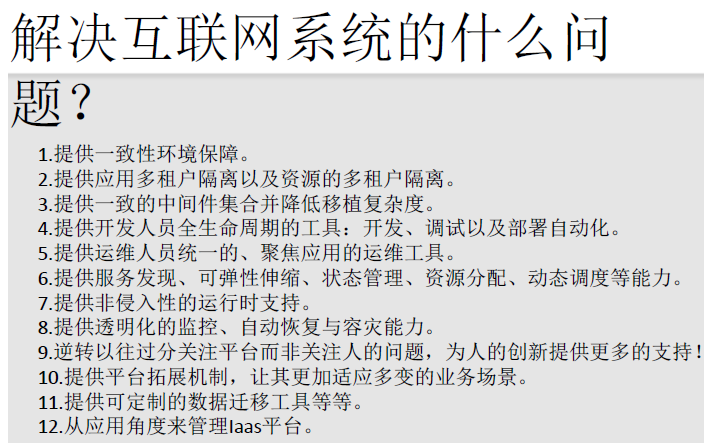 解决互联网系统的什么问
题？
1.提供一致性环境保障。
2.提供应用多租户隔离以及资源的多租户隔离。
3.提供一致的中间件集合并降低移植复杂度。
4.提供开发人员全生命周期的工具：开发、调试以及部署自动化。
5.提供运维人员统一的、聚焦应用的运维工具。
6.提供服务发现、可弹性伸缩、状态管理、资源分配、动态调度等能力。
7.提供非侵入性的运行时支持。
8.提供透明化的监控、自动恢复与容灾能力。
9.逆转以往过分关注平台而非关注人的问题，为人的创新提供更多的支持！
10.提供平台拓展机制，让其更加适应多变的业务场景。
11.提供可定制的数据迁移工具等等。
12.从应用角度来管理Iaas平台。